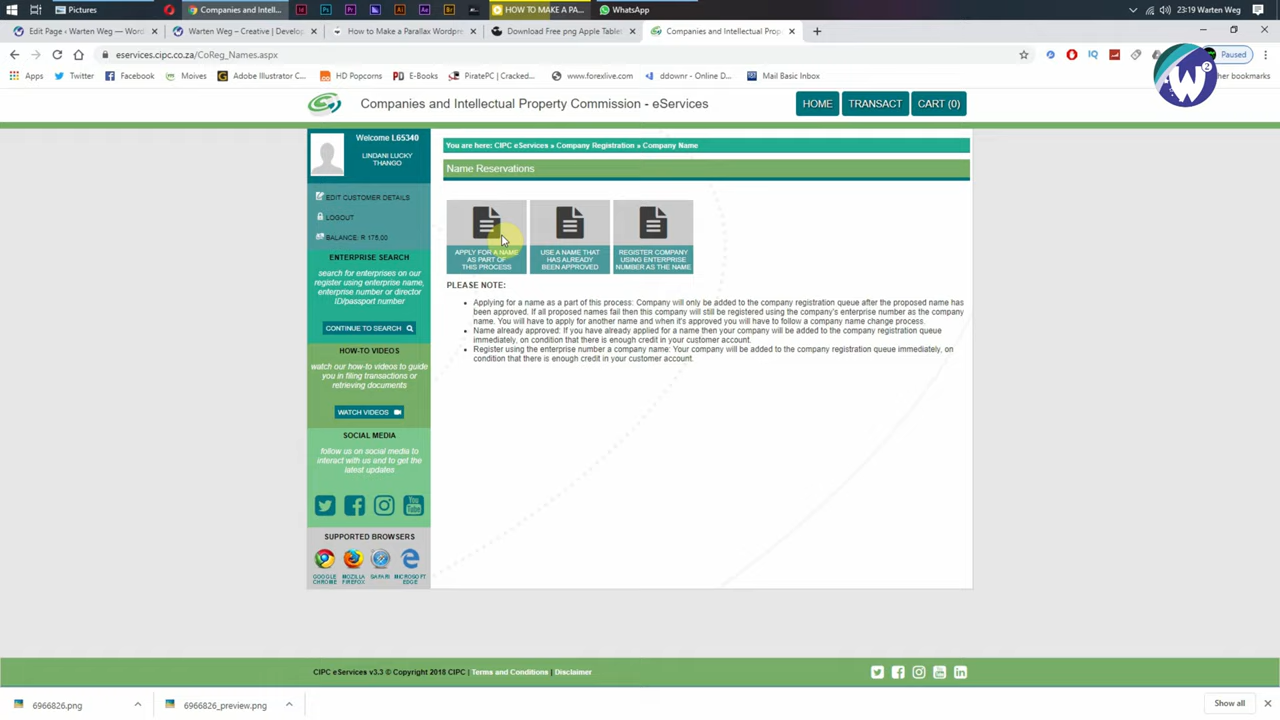 Pictures
Companies and Intell...
HOW TO MAKE A PA...
WhatsApp
23:19 Warten Weg
Edit Page ‹ Warten Weg — Word
Warten Weg – Creative | Develop
How to Make a Parallax Wordpre
Download Free png Apple Tablet
Companies and Intellectual Prop
eservices.cipc.co.za/CoReg_Names.aspx
Paused
Apps
Twitter
Facebook
Movies
Adobe Illustrator C...
HD Popcorns
E-Books
PiratePC | Cracked...
www.forexlive.com
ddownr - Online D...
Mail Basic Inbox
her bookmarks
Companies and Intellectual Property Commission - eServices
HOME
TRANSACT
CART (0)
Welcome L65340
LINDANI LUCKY
THANGO
EDIT CUSTOMER DETAILS
LOGOUT
BALANCE: R 175,00
ENTERPRISE SEARCH
search for enterprises on our
register using enterprise name,
enterprise number or director
ID/passport number
CONTINUE TO SEARCH
HOW-TO VIDEOS
watch our how-to videos to guide
you in filing transactions or
retrieving documents
WATCH VIDEOS
SOCIAL MEDIA
follow us on social media to
interact with us and to get the
latest updates
You Tube
SUPPORTED BROWSERS
GOOGLE CHROME
MOZILLA FIREFOX
SAFARI
MICROSOFT EDGE
You are here: CIPC eServices » Company Registration » Company Name
Name Reservations
APPLY FOR A NAME
AS PART OF
THIS PROCESS
USE A NAME THAT
HAS ALREADY
BEEN APPROVED
REGISTER COMPANY
USING ENTERPRISE
NUMBER AS THE NAME
PLEASE NOTE:
• Applying for a name as a part of this process: Company will only be added to the company registration queue after the proposed name has
been approved. If all proposed names fail then this company will still be registered using the company's enterprise number as the company
name. You will have to apply for another name and when it's approved you will have to follow a company name change process.
• Name already approved: If you have already applied for a name then your company will be added to the company registration queue
immediately, on condition that there is enough credit in your customer account.
• Register using the enterprise number a company name: Your company will be added to the company registration queue immediately, on
condition that there is enough credit in your customer account.
CIPC eServices v3.3 © Copyright 2018 CIPC | Terms and Conditions | Disclaimer
6966826.png
6966826_preview.png
Show all